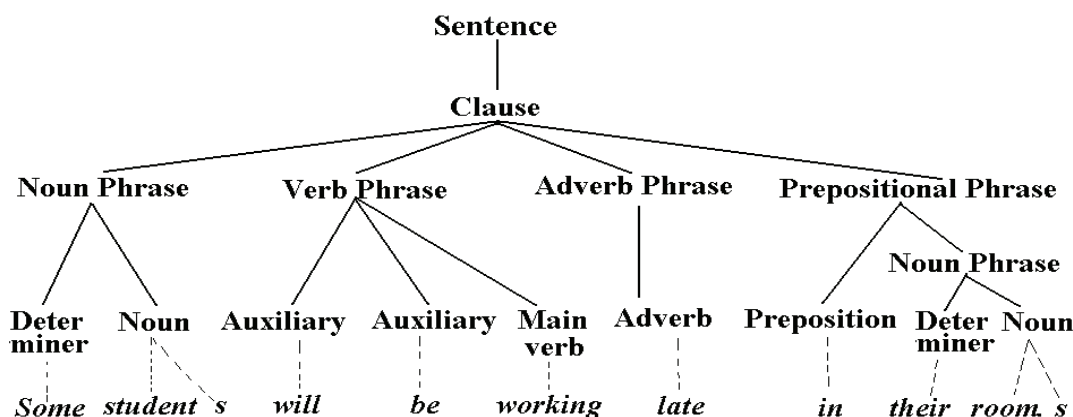 Sentence
Clause
Noun Phrase Verb Phrase Adverb Phrase Prepositional Phrase
Noun Phrase
Deter miner Noun Auxiliary Auxiliary Main verb Adverb Preposition Deter miner Noun
Some student s will be working late in their room s